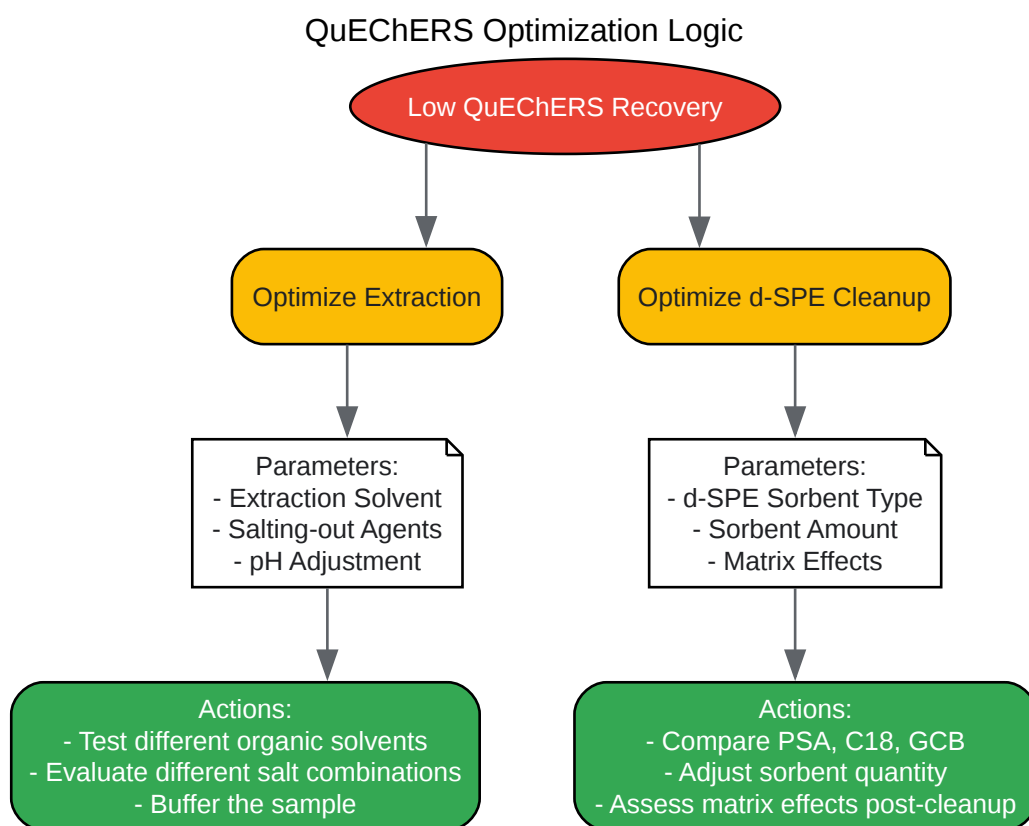 QuEChERS Optimization Logic
Low QuEChERS Recovery
Optimize Extraction
Optimize d-SPE Cleanup
Parameters:
- Extraction Solvent
- Salting-out Agents
- pH Adjustment
Parameters:
- d-SPE Sorbent Type
- Sorbent Amount
- Matrix Effects
Actions:
- Test different organic solvents
- Evaluate different salt combinations
- Buffer the sample
Actions:
- Compare PSA, C18, GCB
- Adjust sorbent quantity
- Assess matrix effects post-cleanup